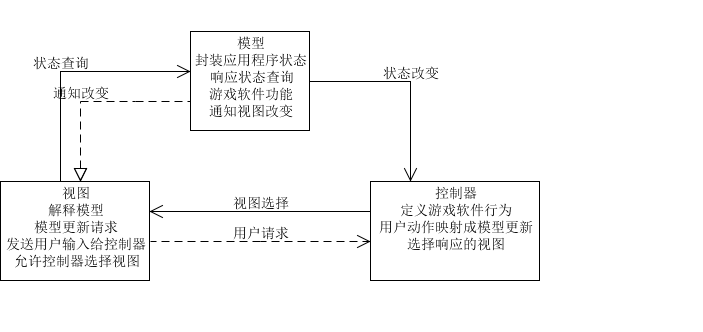 模型
封装应用程序状态
响应状态查询
游戏软件功能
通知视图改变
状态查询
通知改变
状态改变
视图
解释模型
模型更新请求
发送用户输入给控制器
允许控制器选择视图
视图选择
用户请求
控制器
定义游戏软件行为
用户动作映射成模型更新
选择响应的视图